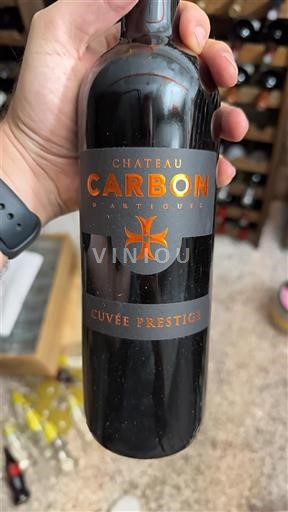 CHATEAU
CARBON
D'ARTIGUES
VINIOU
CUVÉE PRESTIGE